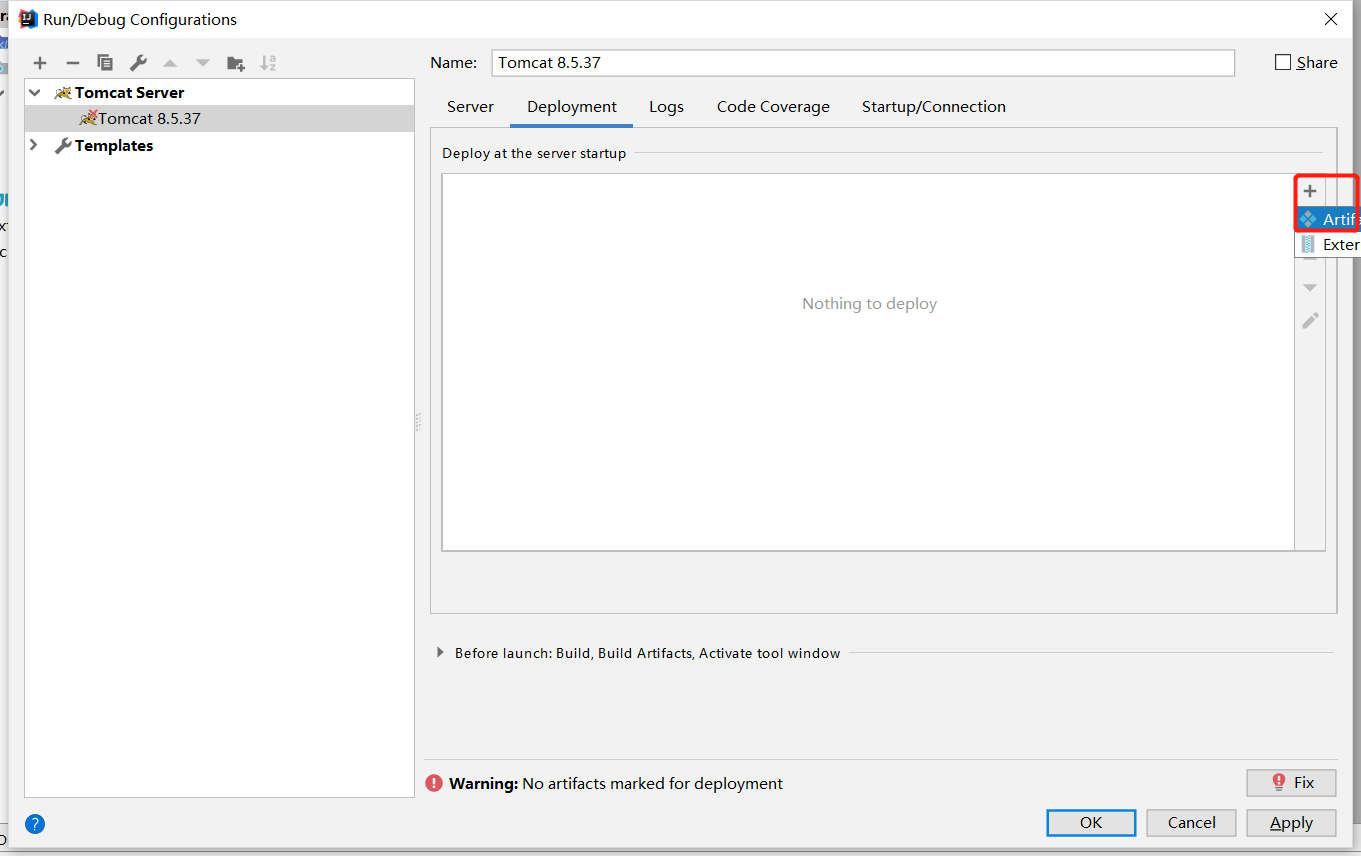 Run/Debug Configurations
Name: Tomcat 8.5.37 Share
Tomcat Server
Tomcat 8.5.37
Templates
Server Deployment Logs Code Coverage Startup/Connection
Deploy at the server startup
Artif
Exter
Nothing to deploy
Before launch: Build, Build Artifacts, Activate tool window
Warning: No artifacts marked for deployment
Fix
OK Cancel Apply